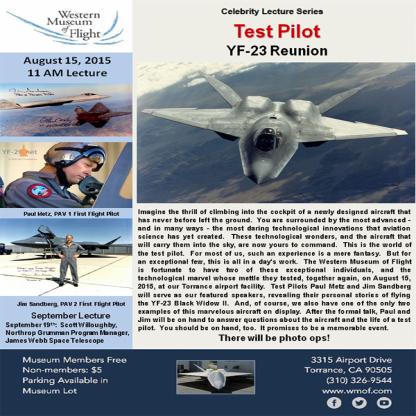 Western
Museum
of
Flight
August 15, 2015
11 AM Lecture
Paul Metz, PAV 1 First Flight Pilot
Jim Sandberg, PAV 2 First Flight Pilot
September Lecture
September 19th: Scott Willoughby,
Northrop Grumman Program Manager,
James Webb Space Telescope
Celebrity Lecture Series
Test Pilot
YF-23 Reunion
Imagine the thrill of climbing into the cockpit of a newly designed aircraft that
has never before left the ground. You are surrounded by the most advanced -
and in many ways - the most daring technological innovations that aviation
science has yet created. These technological wonders, and the aircraft that
will carry them into the sky, are now yours to command. This is the world of
the test pilot. For most of us, such an experience is a mere fantasy. But for
an exceptional few, this is all in a day's work. The Western Museum of Flight
is fortunate to have two of these exceptional individuals, and the
technological marvel whose mettle they tested, together again, on August 15,
2015, at our Torrance airport facility. Test Pilots Paul Metz and Jim Sandberg
will serve as our featured speakers, revealing their personal stories of flying
the YF-23 Black Widow II. And, of course, we also have one of the only two
examples of this marvelous aircraft on display. After the formal talk, Paul and
Jim will be on hand to answer questions about the aircraft and the life of a test
pilot. You should be on hand, too. It promises to be a memorable event.
There will be photo ops!
Museum Members Free
Non-members: $5
Parking Available in
Museum Lot
3315 Airport Drive
Torrance, CA 90505
(310) 326-9544
www.wmof.com